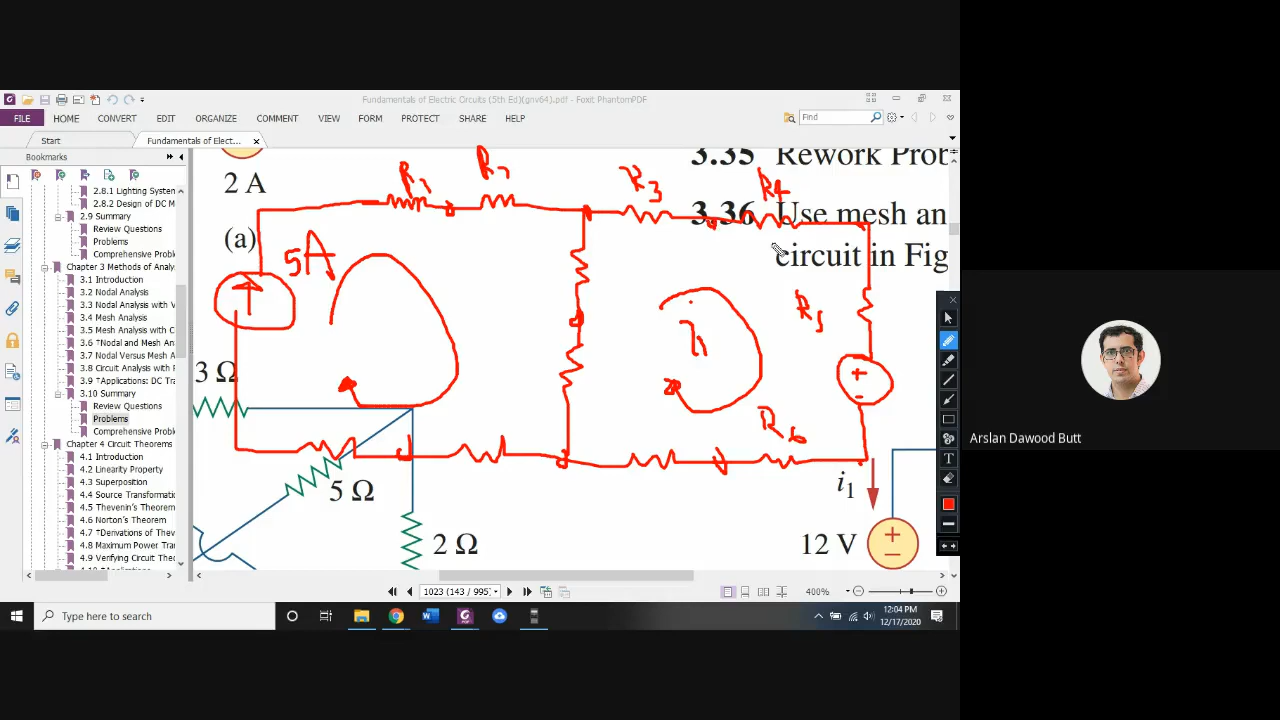 Fundamentals of Electric Circuits (5th Ed)(gnv64).pdf - Foxit PhantomPDF
FILE HOME CONVERT EDIT ORGANIZE COMMENT VIEW FORM PROTECT SHARE HELP
Find
Start
Fundamentals of Elect...
Bookmarks
2.8.1 Lighting System
2.8.2 Design of DC M
2.9 Summary
Review Questions
Problems
Comprehensive Probl
Chapter 3 Methods of Analy
3.1 Introduction
3.2 Nodal Analysis
3.3 Nodal Analysis with V
3.4 Mesh Analysis
3.5 Mesh Analysis with C
3.6 †Nodal and Mesh A
3.7 Nodal Versus Mesh A
3.8 Circuit Analysis with P
3.9 †Applications: DC Tra
3.10 Summary
Review Questions
Problems
Comprehensive Probl
Chapter 4 Circuit Theorems
4.1 Introduction
4.2 Linearity Property
4.3 Superposition
4.4 Source Transformation
4.5 Thevenin's Theorem
4.6 Norton's Theorem
4.7 †Derivations of Thev
4.8 Maximum Power Tran
4.9 Verifying Circuit Theo
2 A
(a)
3.35 Rework Prob
3.36 Use mesh an
circuit in Fig
R3
R4
5A
i1
R5
R6
3 Ω
5 Ω
2 Ω
i1
12 V
+
−
1023 (143 / 995)
400%
Type here to search
12:04 PM
12/17/2020
Arslan Dawood Butt